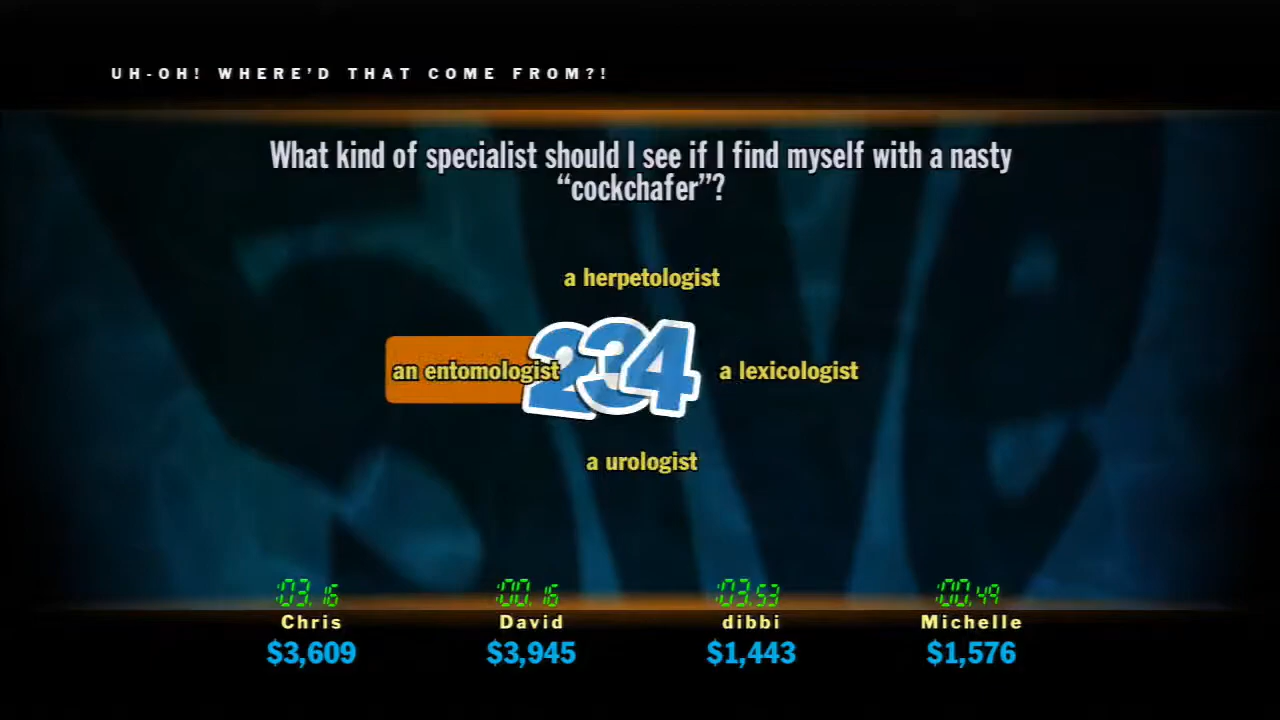 UH-OH! WHERE'D THAT COME FROM?!
What kind of specialist should I see if I find myself with a nasty
“cockchafer”?
a herpetologist
an entomologist 234 a lexicologist
a urologist
:03.16 :00.16 :03.53 :00.49
Chris David dibbi Michelle
$3,609 $3,945 $1,443 $1,576